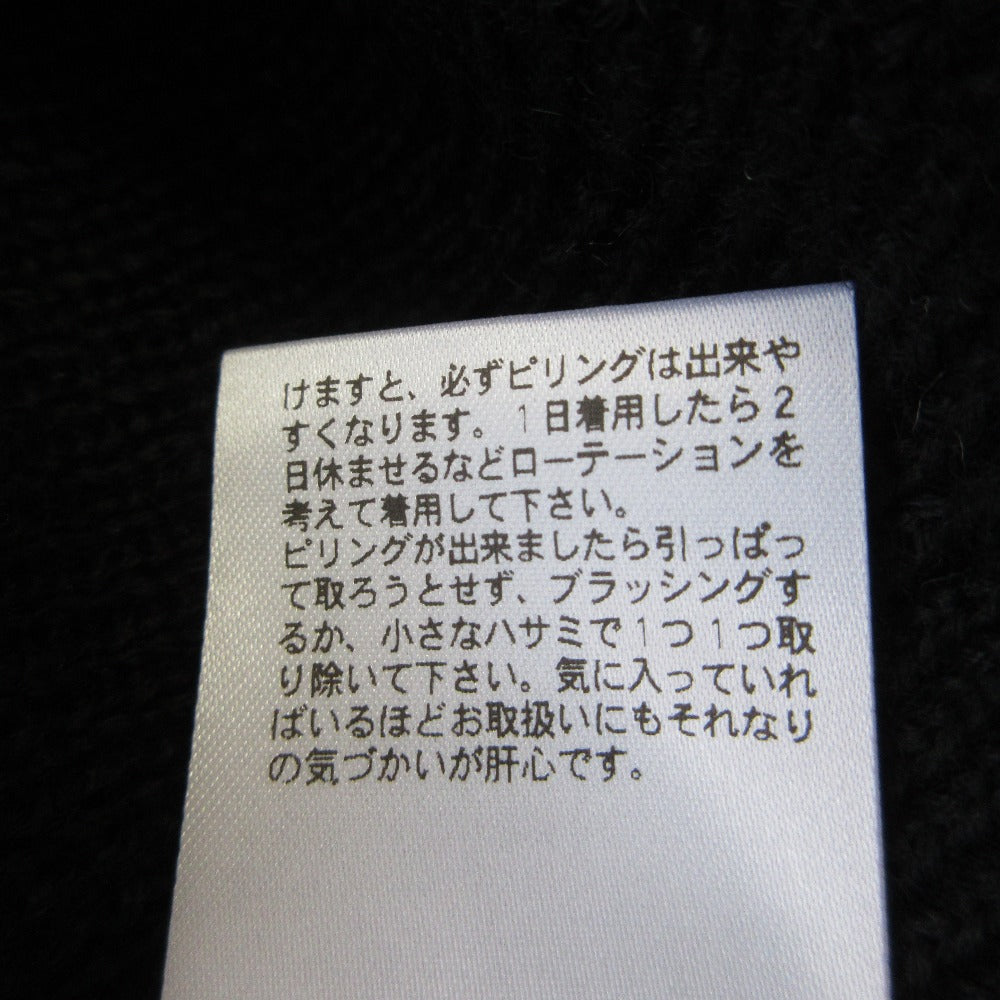 けますと、必ずピリングは出来や
すくなります。1日着用したら2
日休ませるなどローテーションを
考えて着用して下さい。
ピリングが出来ましたら引っぱっ
て取ろうとせず、ブラッシングす
るか、小さなハサミで1つ1つ取
り除いて下さい。気に入っていれ
ばいるほどお取扱いにもそれなり
の気づかいが肝心です。